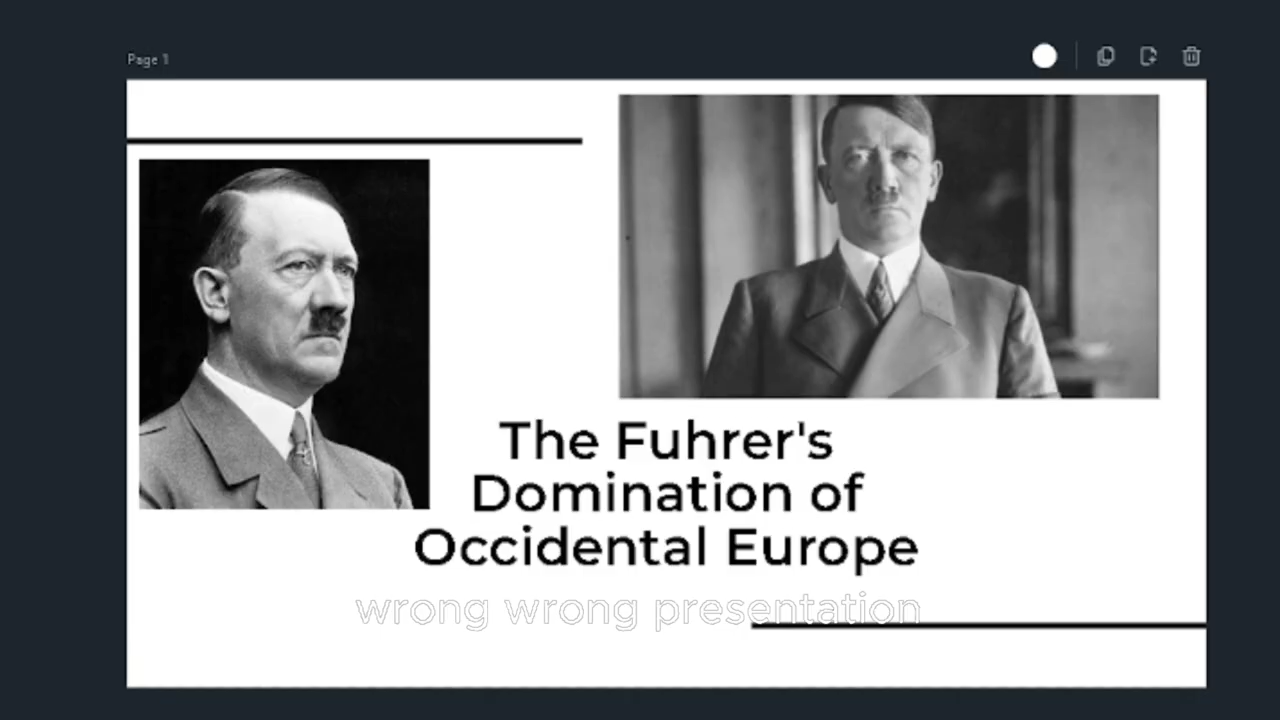 Page 1
The Fuhrer's
Domination of
Occidental Europe
wrong wrong presentation